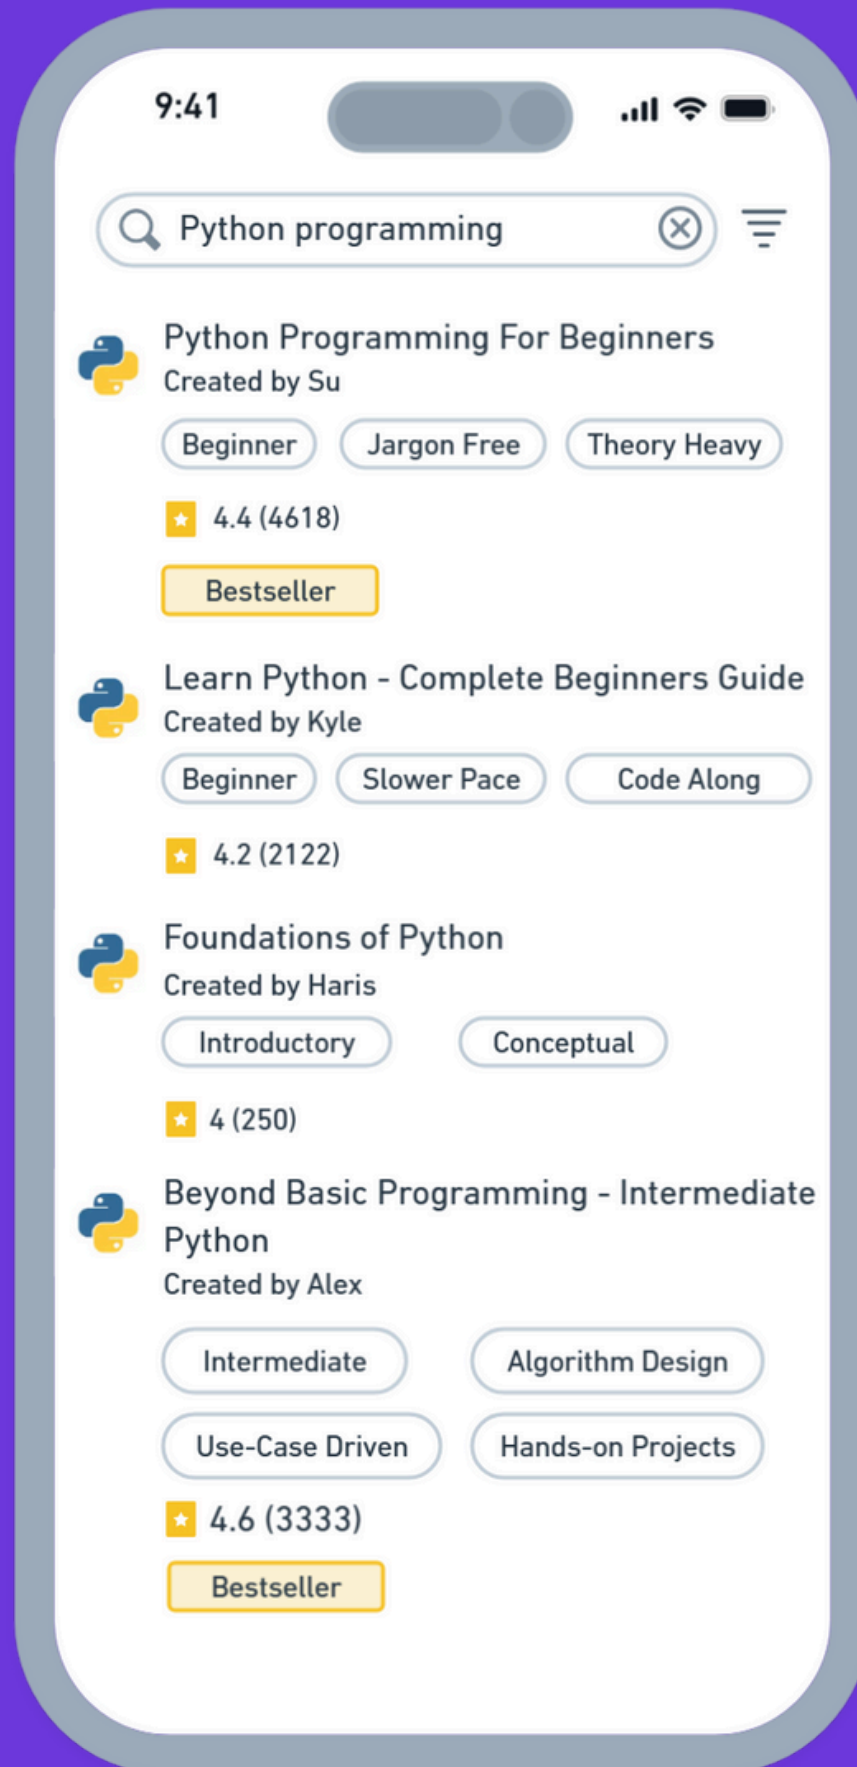 9:41
Python programming
Python Programming For Beginners
Created by Su
Beginner Jargon Free Theory Heavy
4.4 (4618)
Bestseller
Learn Python - Complete Beginners Guide
Created by Kyle
Beginner Slower Pace Code Along
4.2 (2122)
Foundations of Python
Created by Haris
Introductory Conceptual
4 (250)
Beyond Basic Programming - Intermediate
Python
Created by Alex
Intermediate Algorithm Design
Use-Case Driven Hands-on Projects
4.6 (3333)
Bestseller